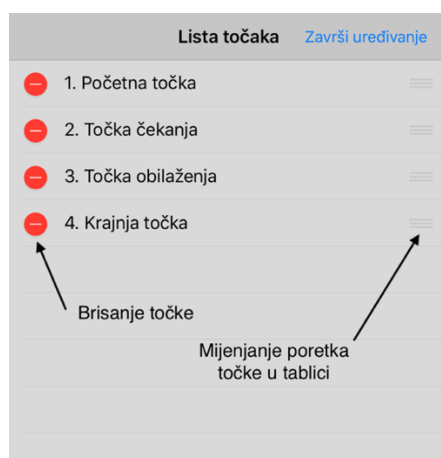 Lista točaka Završi uređivanje
1. Početna točka
2. Točka čekanja
3. Točka obilaženja
4. Krajnja točka
Brisanje točke
Mijenjanje poretka
točke u tablici